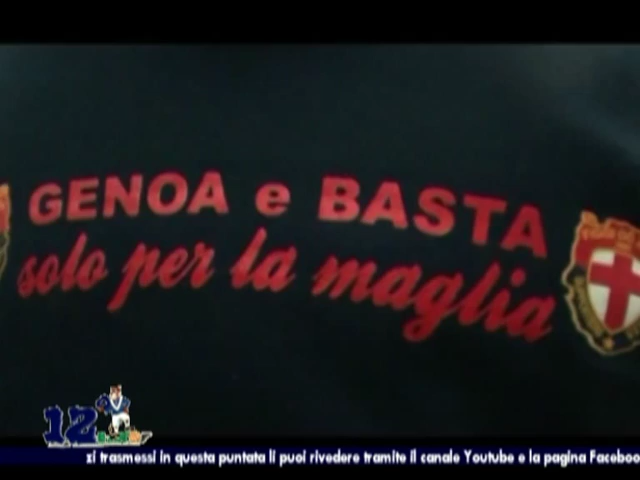 GENOA e BASTA
solo per la maglia
12
zi trasmessi in questa puntata li puoi rivedere tramite il canale Youtube e la pagina Faceboo